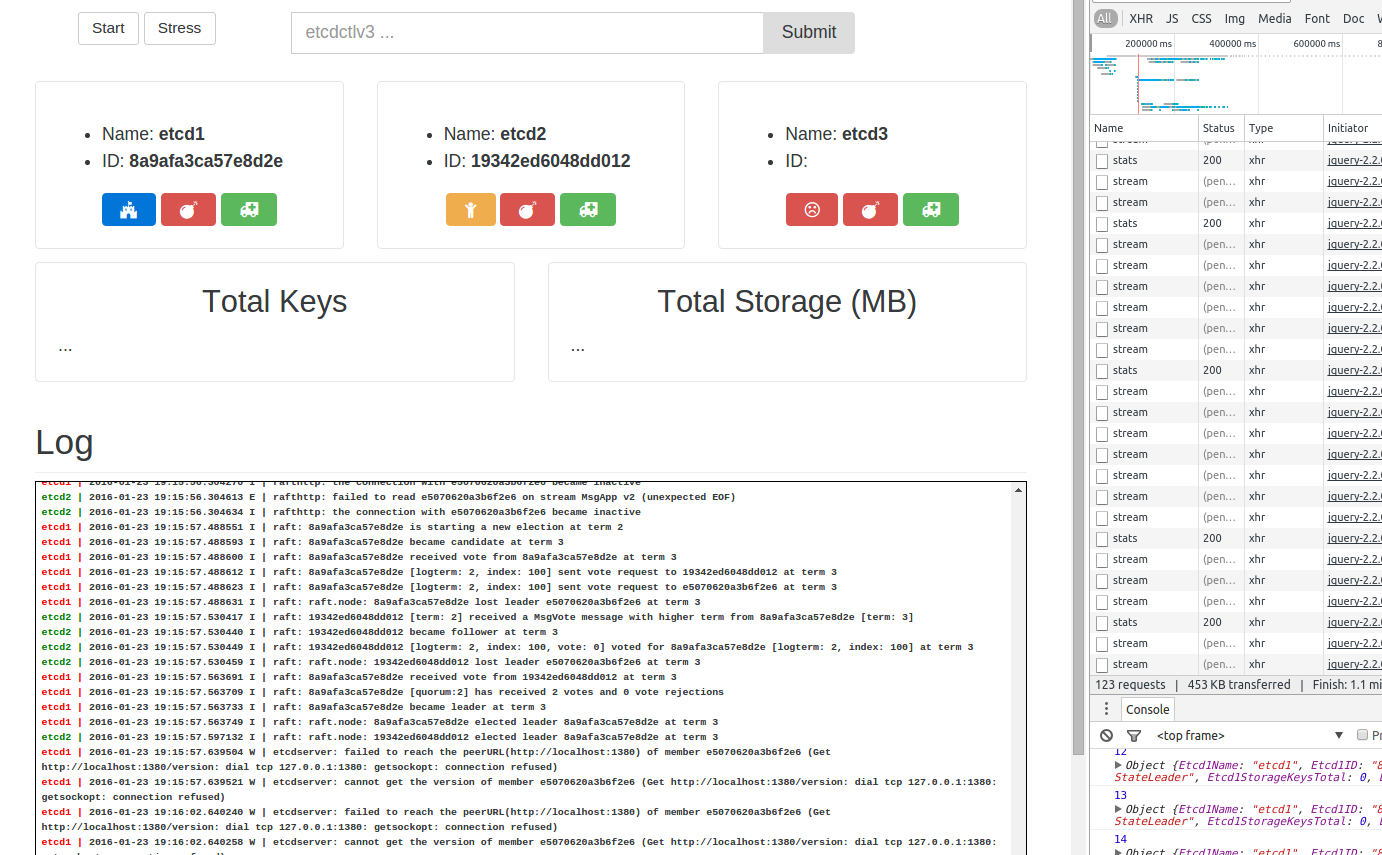 Start
Stress
etcdctlv3 ...
Submit
Name: etcd1
ID: 8a9afa3ca57e8d2e
Name: etcd2
ID: 19342ed6048dd012
Name: etcd3
ID:
Total Keys
...
Total Storage (MB)
...
Log
etcd1 | 2016-01-23 19:15:56.304270 I | rafthttp: the connection with e5070620a3b6f2e6 became inactive
etcd2 | 2016-01-23 19:15:56.304613 E | rafthttp: failed to read e5070620a3b6f2e6 on stream MsgApp v2 (unexpected EOF)
etcd2 | 2016-01-23 19:15:56.304634 I | rafthttp: the connection with e5070620a3b6f2e6 became inactive
etcd1 | 2016-01-23 19:15:57.488551 I | raft: 8a9afa3ca57e8d2e is starting a new election at term 2
etcd1 | 2016-01-23 19:15:57.488593 I | raft: 8a9afa3ca57e8d2e became candidate at term 3
etcd1 | 2016-01-23 19:15:57.488600 I | raft: 8a9afa3ca57e8d2e received vote from 8a9afa3ca57e8d2e at term 3
etcd1 | 2016-01-23 19:15:57.488612 I | raft: 8a9afa3ca57e8d2e [logterm: 2, index: 100] sent vote request to 19342ed6048dd012 at term 3
etcd1 | 2016-01-23 19:15:57.488623 I | raft: 8a9afa3ca57e8d2e [logterm: 2, index: 100] sent vote request to e5070620a3b6f2e6 at term 3
etcd1 | 2016-01-23 19:15:57.488631 I | raft: raft.node: 8a9afa3ca57e8d2e lost leader e5070620a3b6f2e6 at term 3
etcd2 | 2016-01-23 19:15:57.530417 I | raft: 19342ed6048dd012 [term: 2] received a MsgVote message with higher term from 8a9afa3ca57e8d2e [term: 3]
etcd2 | 2016-01-23 19:15:57.530440 I | raft: 19342ed6048dd012 became follower at term 3
etcd2 | 2016-01-23 19:15:57.530449 I | raft: 19342ed6048dd012 [logterm: 2, index: 100, vote: 0] voted for 8a9afa3ca57e8d2e [logterm: 2, index: 100] at term 3
etcd2 | 2016-01-23 19:15:57.530459 I | raft: raft.node: 19342ed6048dd012 lost leader e5070620a3b6f2e6 at term 3
etcd1 | 2016-01-23 19:15:57.563691 I | raft: 8a9afa3ca57e8d2e received vote from 19342ed6048dd012 at term 3
etcd1 | 2016-01-23 19:15:57.563709 I | raft: 8a9afa3ca57e8d2e [quorum:2] has received 2 votes and 0 vote rejections
etcd1 | 2016-01-23 19:15:57.563733 I | raft: 8a9afa3ca57e8d2e became leader at term 3
etcd1 | 2016-01-23 19:15:57.563749 I | raft: raft.node: 8a9afa3ca57e8d2e elected leader 8a9afa3ca57e8d2e at term 3
etcd2 | 2016-01-23 19:15:57.597132 I | raft: raft.node: 19342ed6048dd012 elected leader 8a9afa3ca57e8d2e at term 3
etcd1 | 2016-01-23 19:15:57.639504 W | etcdserver: failed to reach the peerURL(http://localhost:1380) of member e5070620a3b6f2e6 (Get
http://localhost:1380/version: dial tcp 127.0.0.1:1380: getsockopt: connection refused)
etcd1 | 2016-01-23 19:15:57.639521 W | etcdserver: cannot get the version of member e5070620a3b6f2e6 (Get http://localhost:1380/version: dial tcp 127.0.0.1:1380:
getsockopt: connection refused)
etcd1 | 2016-01-23 19:16:02.640240 W | etcdserver: failed to reach the peerURL(http://localhost:1380) of member e5070620a3b6f2e6 (Get
http://localhost:1380/version: dial tcp 127.0.0.1:1380: getsockopt: connection refused)
etcd1 | 2016-01-23 19:16:02.640258 W | etcdserver: cannot get the version of member e5070620a3b6f2e6 (Get http://localhost:1380/version: dial tcp 127.0.0.1:1380:
All XHR JS CSS Img Media Font Doc
200000 ms 400000 ms 600000 ms 8
Name Status Type Initiator
stats 200 xhr jquery-2.2.
stream (pen... xhr jquery-2.2.
stream (pen... xhr jquery-2.2.
stats 200 xhr jquery-2.2.
stream (pen... xhr jquery-2.2.
stream (pen... xhr jquery-2.2.
stream (pen... xhr jquery-2.2.
stream (pen... xhr jquery-2.2.
stream (pen... xhr jquery-2.2.
stream (pen... xhr jquery-2.2.
stats 200 xhr jquery-2.2.
stream (pen... xhr jquery-2.2.
stream (pen... xhr jquery-2.2.
stream (pen... xhr jquery-2.2.
stream (pen... xhr jquery-2.2.
stream (pen... xhr jquery-2.2.
stream (pen... xhr jquery-2.2.
stream (pen... xhr jquery-2.2.
stats 200 xhr jquery-2.2.
stream (pen... xhr jquery-2.2.
stream (pen... xhr jquery-2.2.
stream (pen... xhr jquery-2.2.
stats 200 xhr jquery-2.2.
stream (pen... xhr jquery-2.2.
stream (pen... xhr jquery-2.2.
123 requests | 453 KB transferred | Finish: 1.1 mi
Console
<top frame> Pr
12
Object {Etcd1Name: "etcd1", Etcd1ID: "8
StateLeader", Etcd1StorageKeysTotal: 0,
13
Object {Etcd1Name: "etcd1", Etcd1ID: "8
StateLeader", Etcd1StorageKeysTotal: 0,
14
Object {Etcd1Name: "etcd1", Etcd1ID: "8